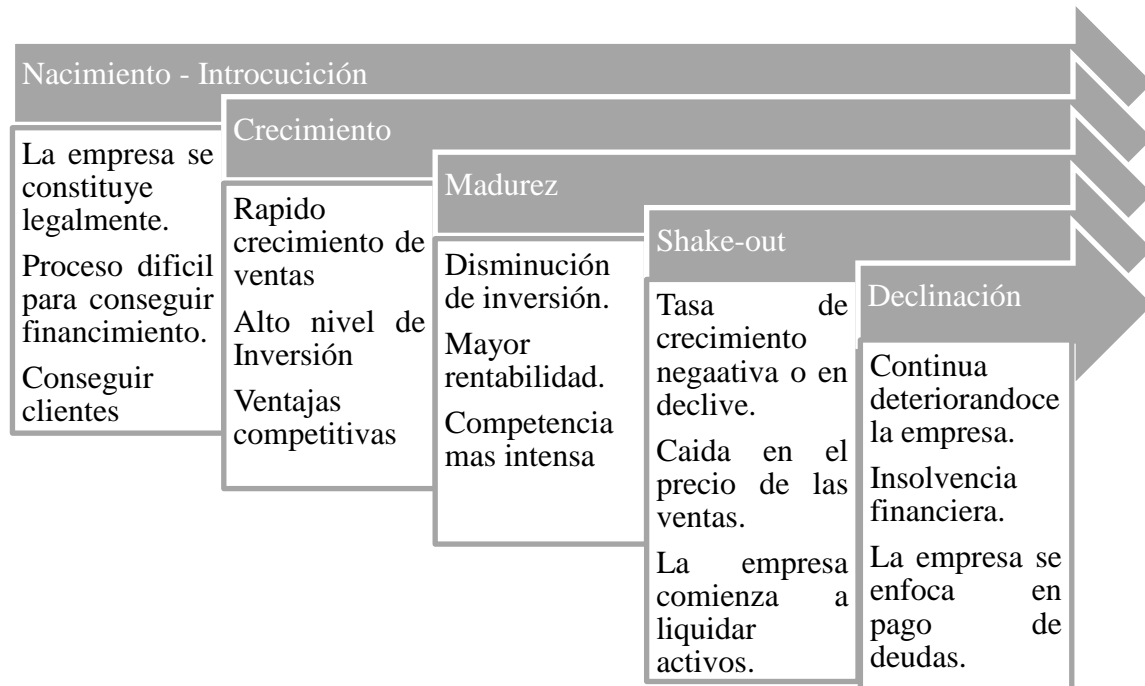 Nacimiento - Introcucición
La empresa se
constituye
legalmente.
Proceso dificil
para conseguir
financimiento.
Conseguir
clientes
Crecimiento
Rapido
crecimiento de
ventas
Alto nivel de
Inversión
Ventajas
competitivas
Madurez
Disminución
de inversión.
Mayor
rentabilidad.
Competencia
mas intensa
Shake-out
Tasa de
crecimiento
negaativa o en
declive.
Caida en el
precio de las
ventas.
La empresa
comienza a
liquidar
activos.
Declinación
Continua
deteriorandoce
la empresa.
Insolvencia
financiera.
La empresa se
enfoca en
pago de
deudas.